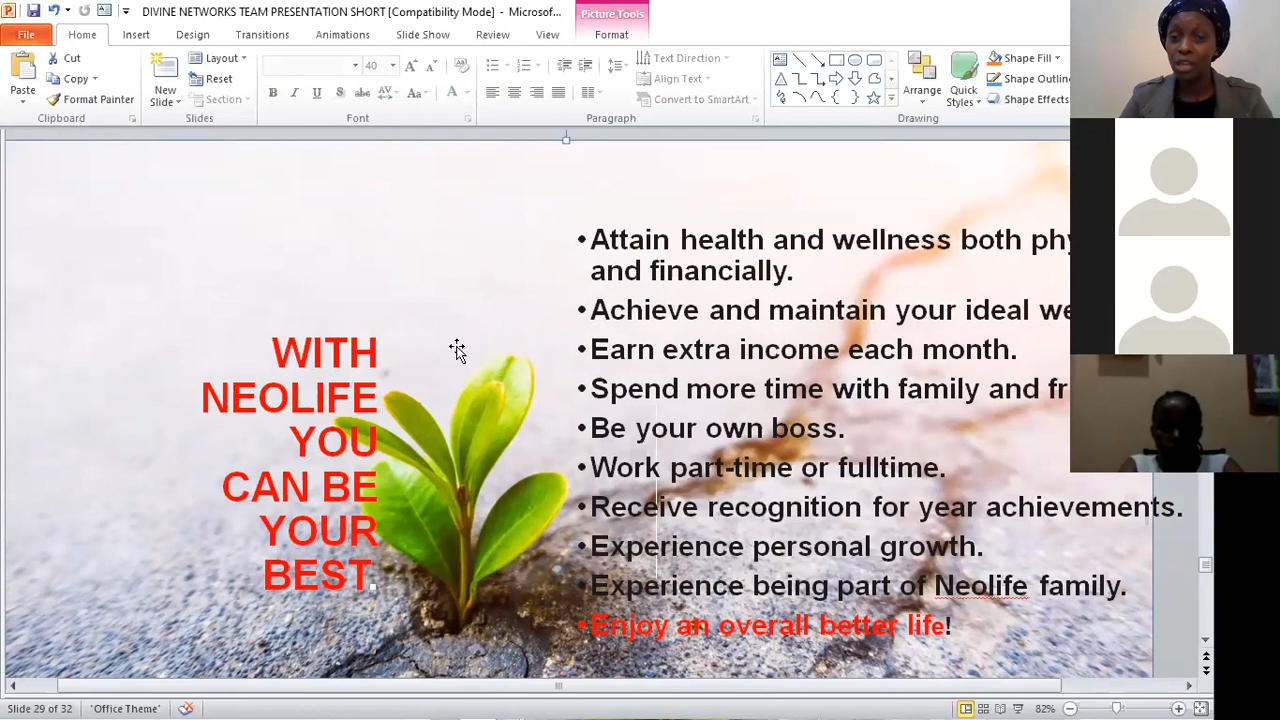 DIVINE NETWORKS TEAM PRESENTATION SHORT [Compatibility Mode] - Microsoft...
Picture Tools
File Home Insert Design Transitions Animations Slide Show Review View Format
Cut
Copy
Format Painter
Paste
Clipboard
New
Slide
Layout
Reset
Section
Slides
40
B I U S abc AV Aa A
Font
Text Direction
Align Text
Convert to SmartArt
Paragraph
Arrange
Quick
Styles
Shape Fill
Shape Outline
Shape Effects
Drawing
WITH
NEOLIFE
YOU
CAN BE
YOUR
BEST.
•Attain health and wellness both
and financially.
•Achieve and maintain your ideal
•Earn extra income each month.
•Spend more time with family and
•Be your own boss.
•Work part-time or fulltime.
•Receive recognition for year achievements.
•Experience personal growth.
•Experience being part of Neolife family.
•Enjoy an overall better life!
Slide 29 of 32
"Office Theme"
82%